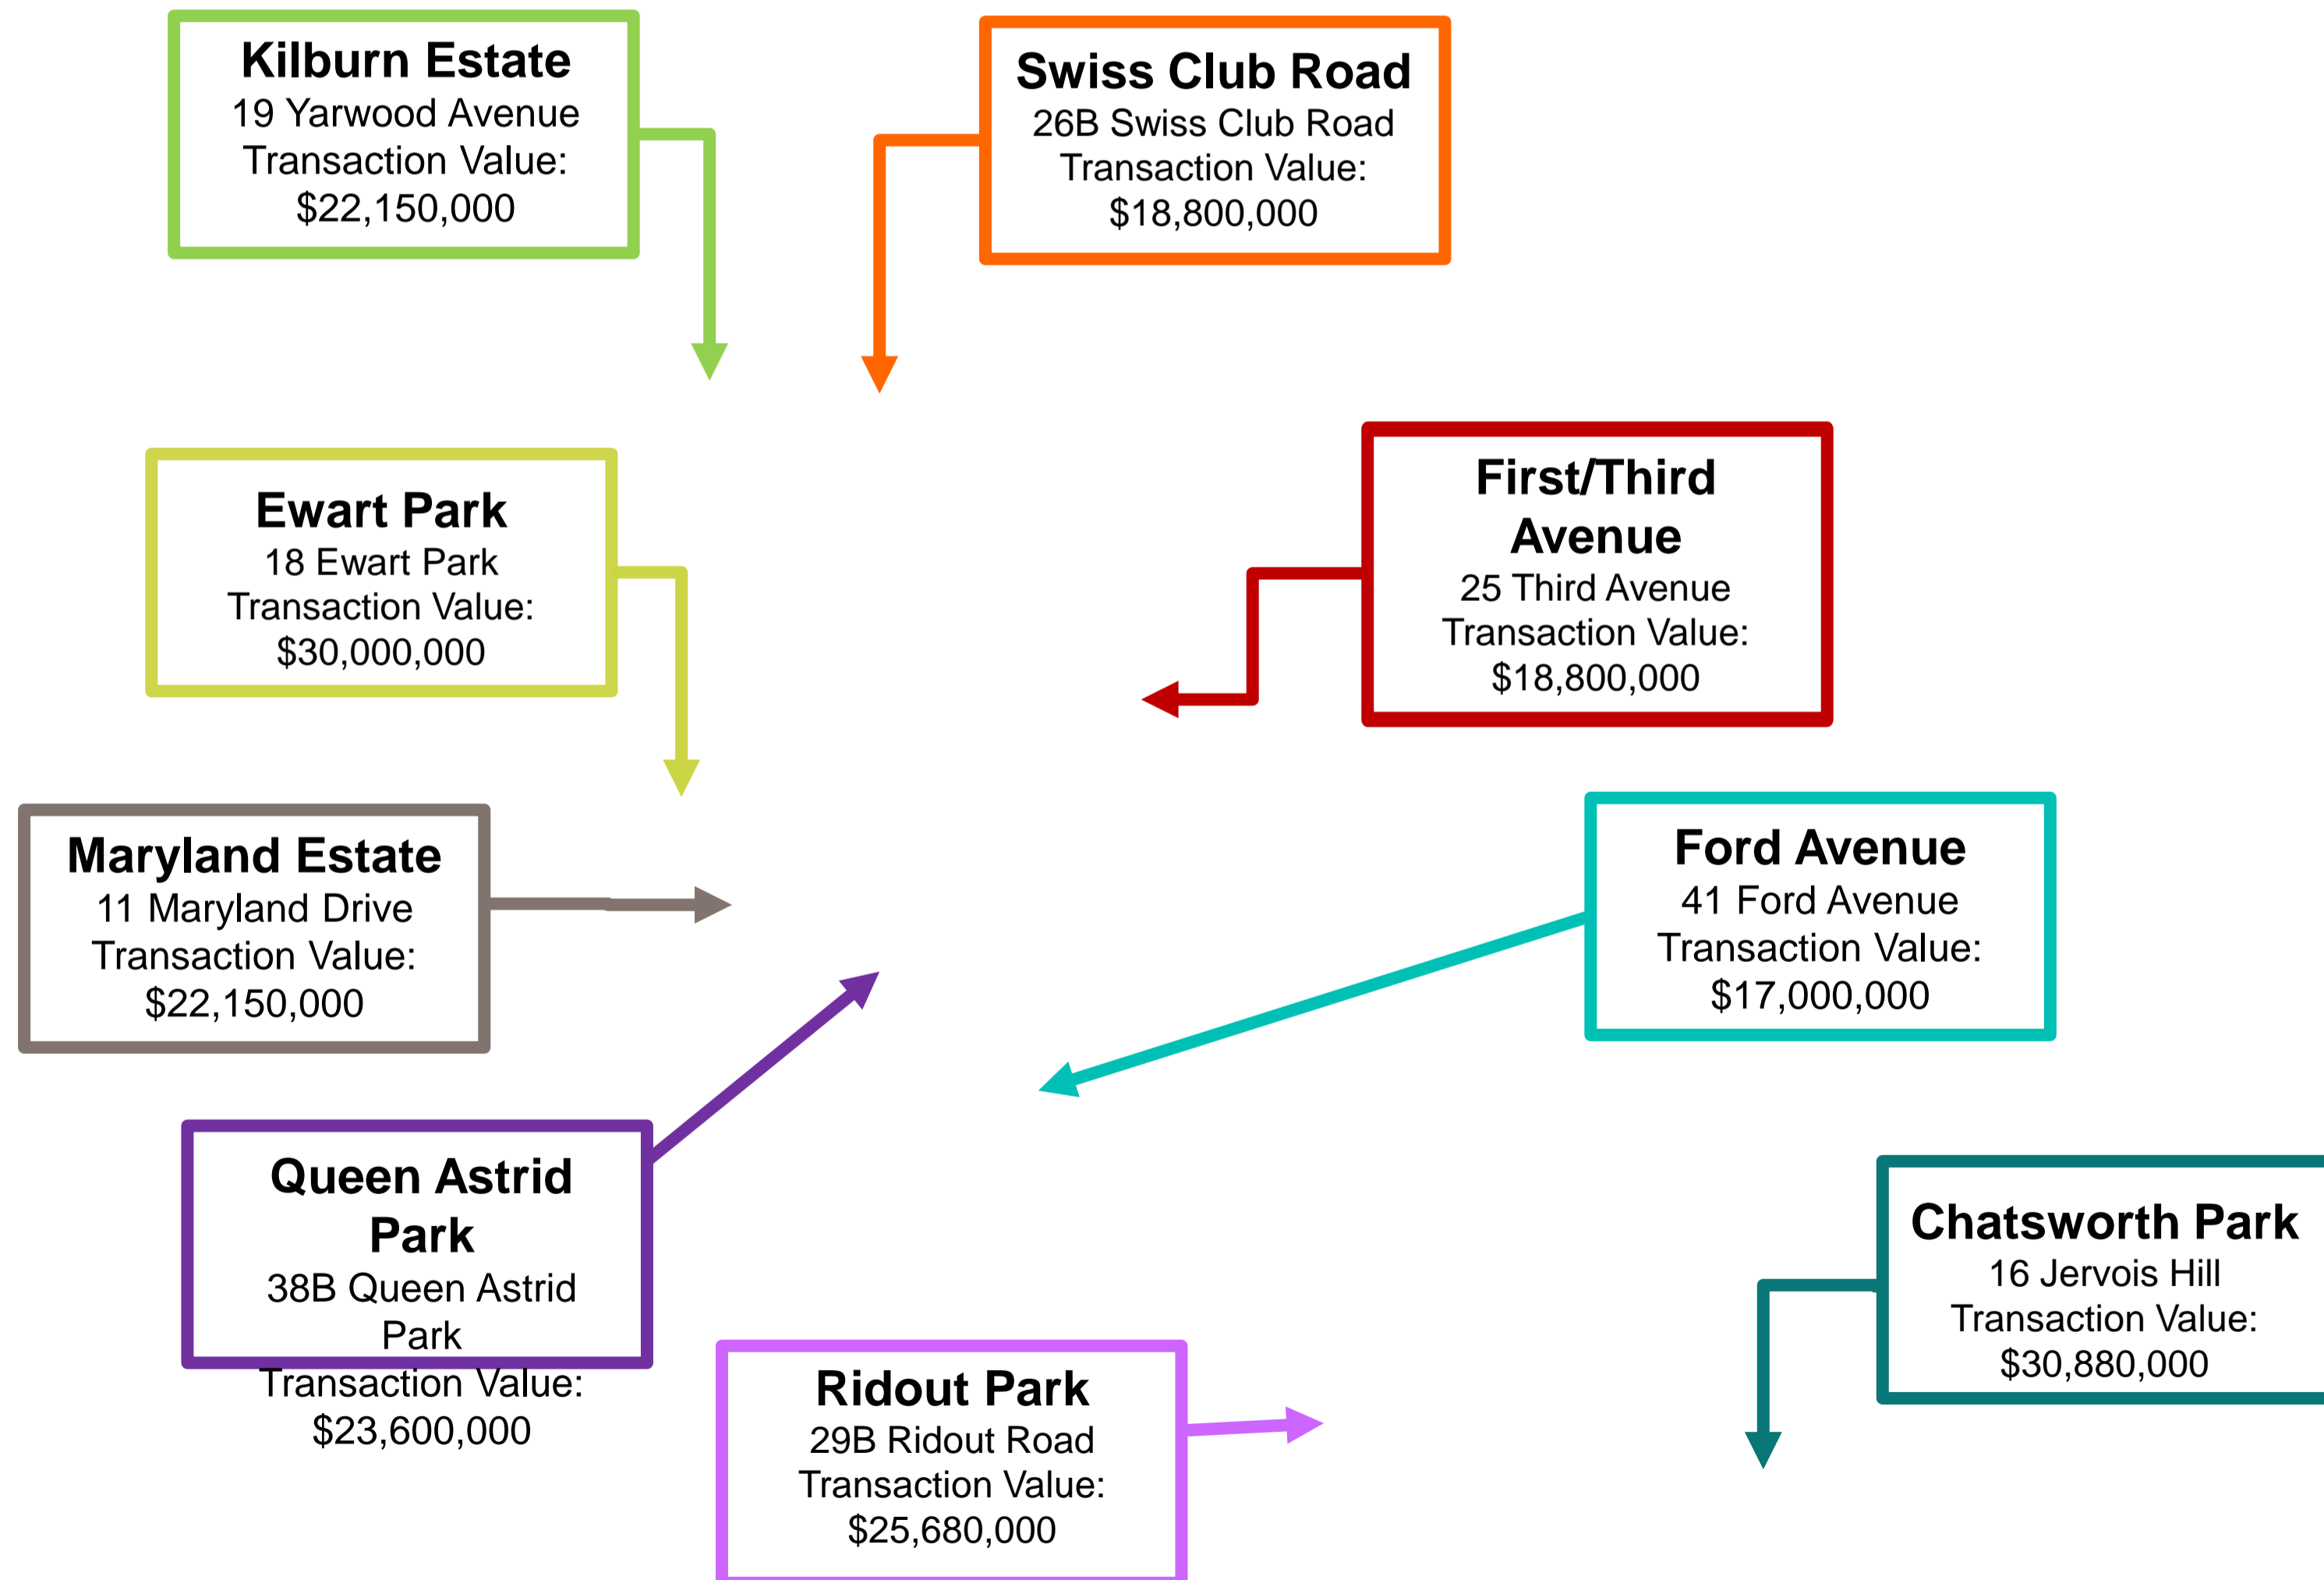 Kilburn Estate
19 Yarwood Avenue
Transaction Value:
$22,150,000
Swiss Club Road
26B Swiss Club Road
Transaction Value:
$18,800,000
Ewart Park
18 Ewart Park
Transaction Value:
$30,000,000
First/Third
Avenue
25 Third Avenue
Transaction Value:
$18,800,000
Maryland Estate
11 Maryland Drive
Transaction Value:
$22,150,000
Ford Avenue
41 Ford Avenue
Transaction Value:
$17,000,000
Queen Astrid
Park
38B Queen Astrid
Park
Transaction Value:
$23,600,000
Chatsworth Park
16 Jervois Hill
Transaction Value:
$30,880,000
Ridout Park
29B Ridout Road
Transaction Value:
$25,680,000